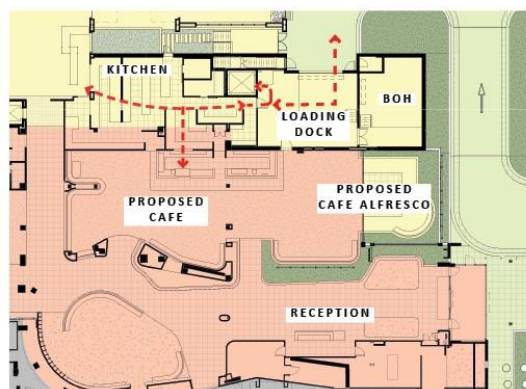 KITCHEN
BOH
LOADING
DOCK
PROPOSED
CAFE
PROPOSED
CAFE ALFRESCO
RECEPTION